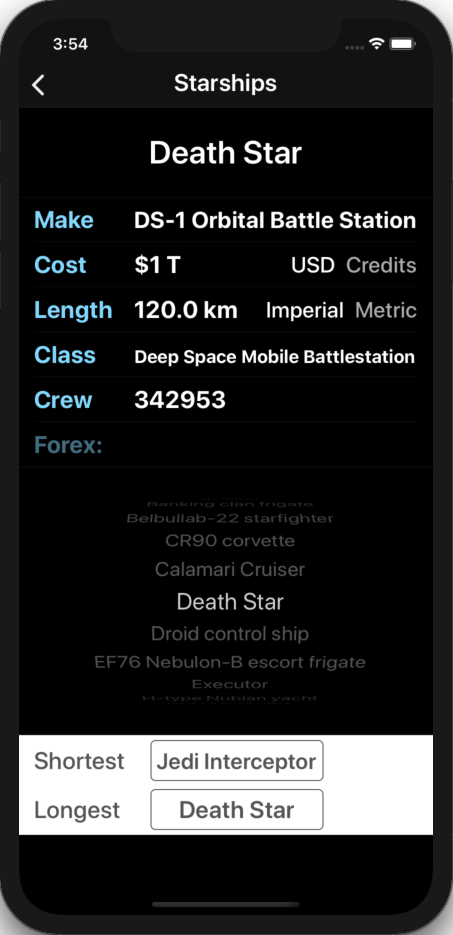 3:54
Starships
Death Star
Make DS-1 Orbital Battle Station
Cost $1 T USD Credits
Length 120.0 km Imperial Metric
Class Deep Space Mobile Battlestation
Crew 342953
Forex:
Banking clan frigate
Belbullab-22 starfighter
CR90 corvette
Calamari Cruiser
Death Star
Droid control ship
EF76 Nebulon-B escort frigate
Executor
H-type Nubian yacht
Shortest Jedi Interceptor
Longest Death Star